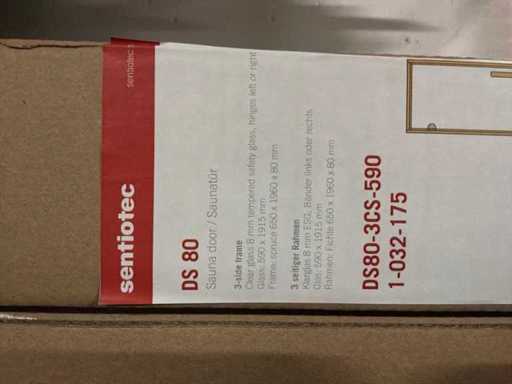 sentiotec
sentiotec
DS 80
Sauna door / Saunatür
3-side frame
Clear glass 8 mm tempered safety glass, hinges left or right
Glass: 590 x 1915 mm
Frame: spruce 650 x 1960 x 80 mm
3 seitiger Rahmen
Klarglas 8 mm ESG, Bänder links oder rechts
Glas: 590 x 1915 mm
Rahmen: Fichte 650 x 1960 x 80 mm
DS80-3CS-590
1-032-175